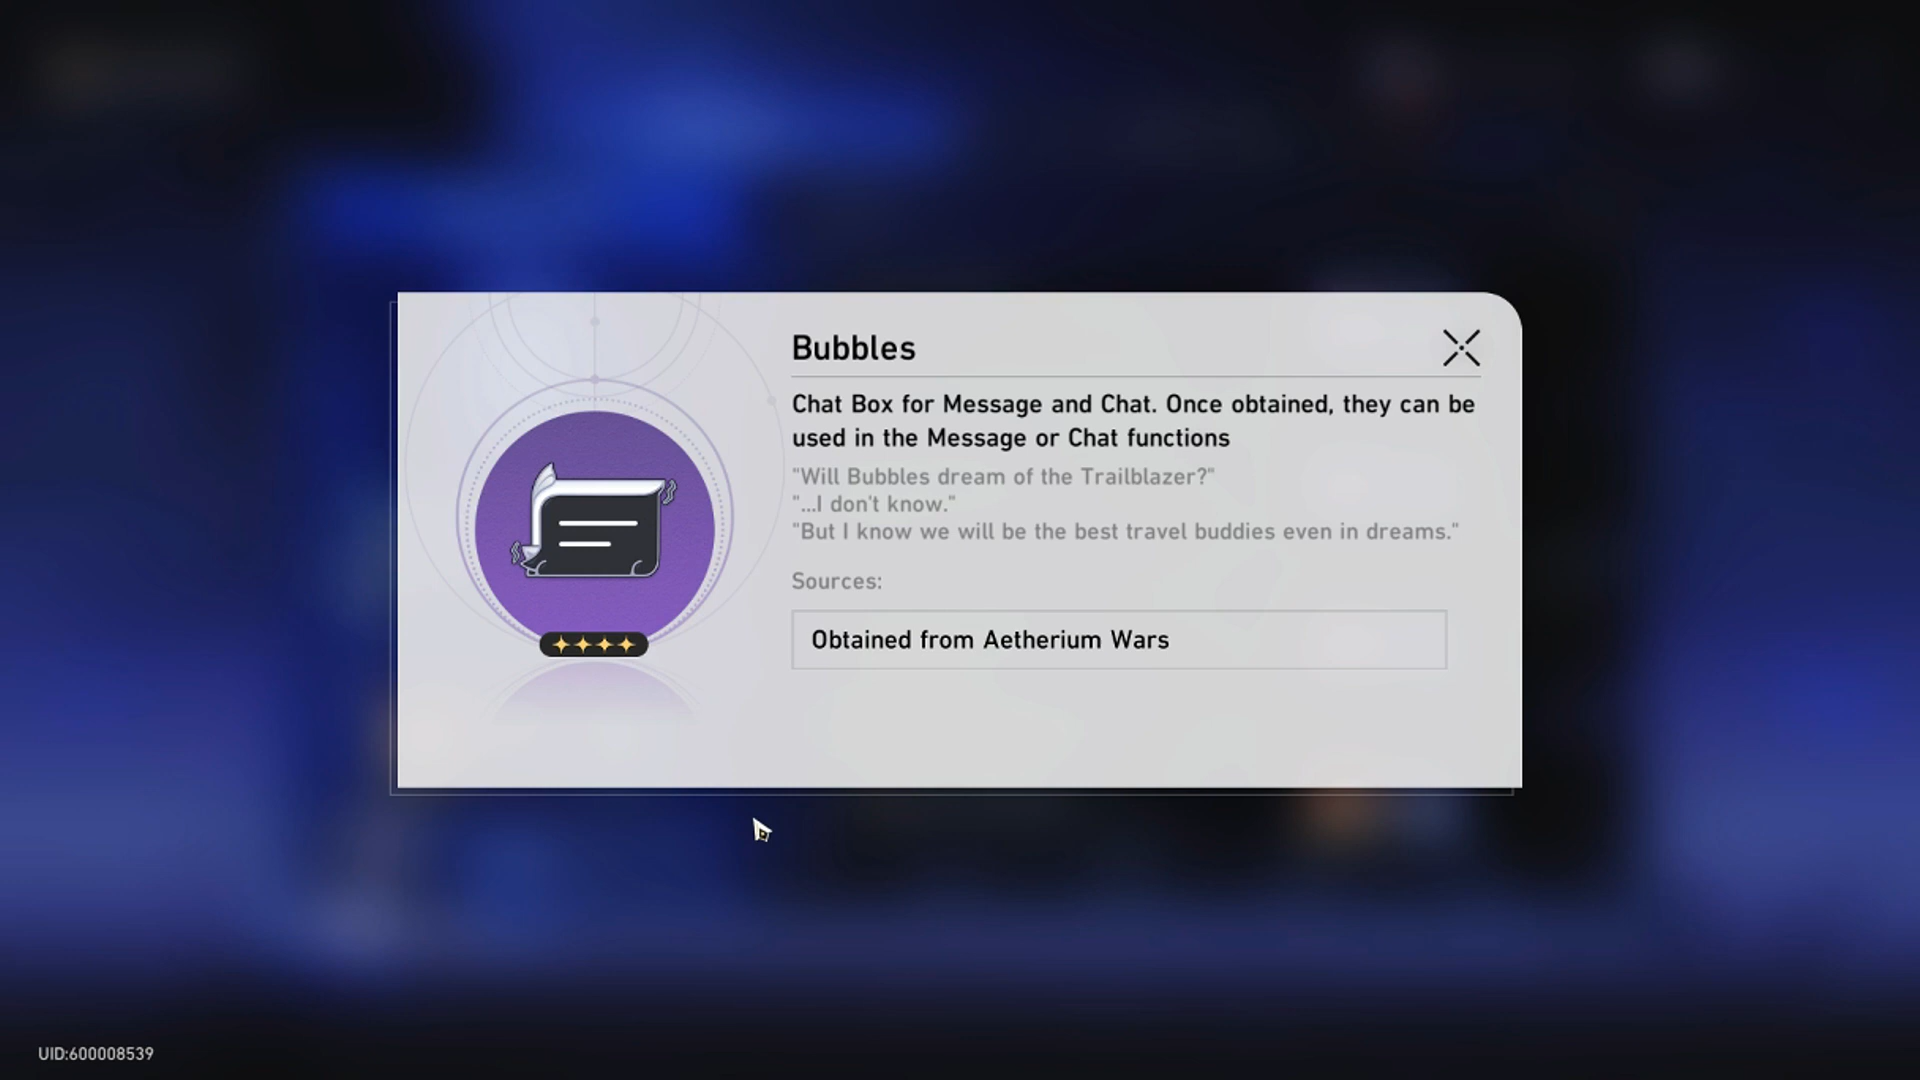 Bubbles
Chat Box for Message and Chat. Once obtained, they can be
used in the Message or Chat functions
"Will Bubbles dream of the Trailblazer?"
"...I don't know."
"But I know we will be the best travel buddies even in dreams."
Sources:
Obtained from Aetherium Wars
UID:600008539